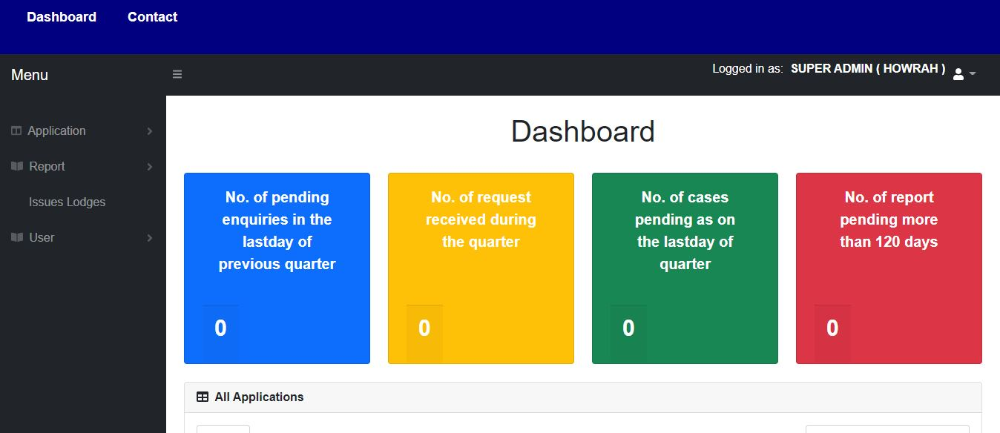 Dashboard Contact
Menu
Logged in as: SUPER ADMIN ( HOWRAH )
Application
Report
Issues Lodges
User
Dashboard
No. of pending
enquiries in the
lastday of
previous quarter
0
No. of request
received during
the quarter
0
No. of cases
pending as on
the lastday of
quarter
0
No. of report
pending more
than 120 days
0
All Applications